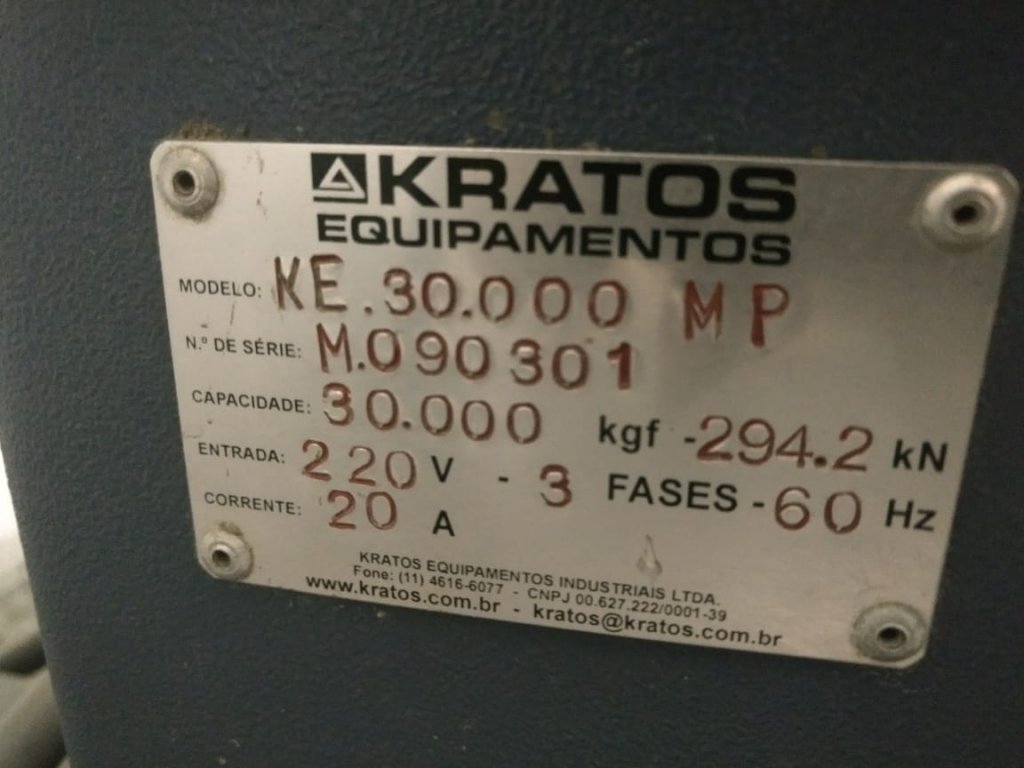 KRATOS
EQUIPAMENTOS
MODELO: KE.30.000 MP
N.º DE SÉRIE: M.090301
CAPACIDADE: 30.000 kgf -294.2 kN
ENTRADA: 220 V - 3 FASES -60 Hz
CORRENTE: 20 A
KRATOS EQUIPAMENTOS INDUSTRIAIS LTDA.
Fone: (11) 4616-6077 - CNPJ 00.627.222/0001-39
www.kratos.com.br - kratos@kratos.com.br